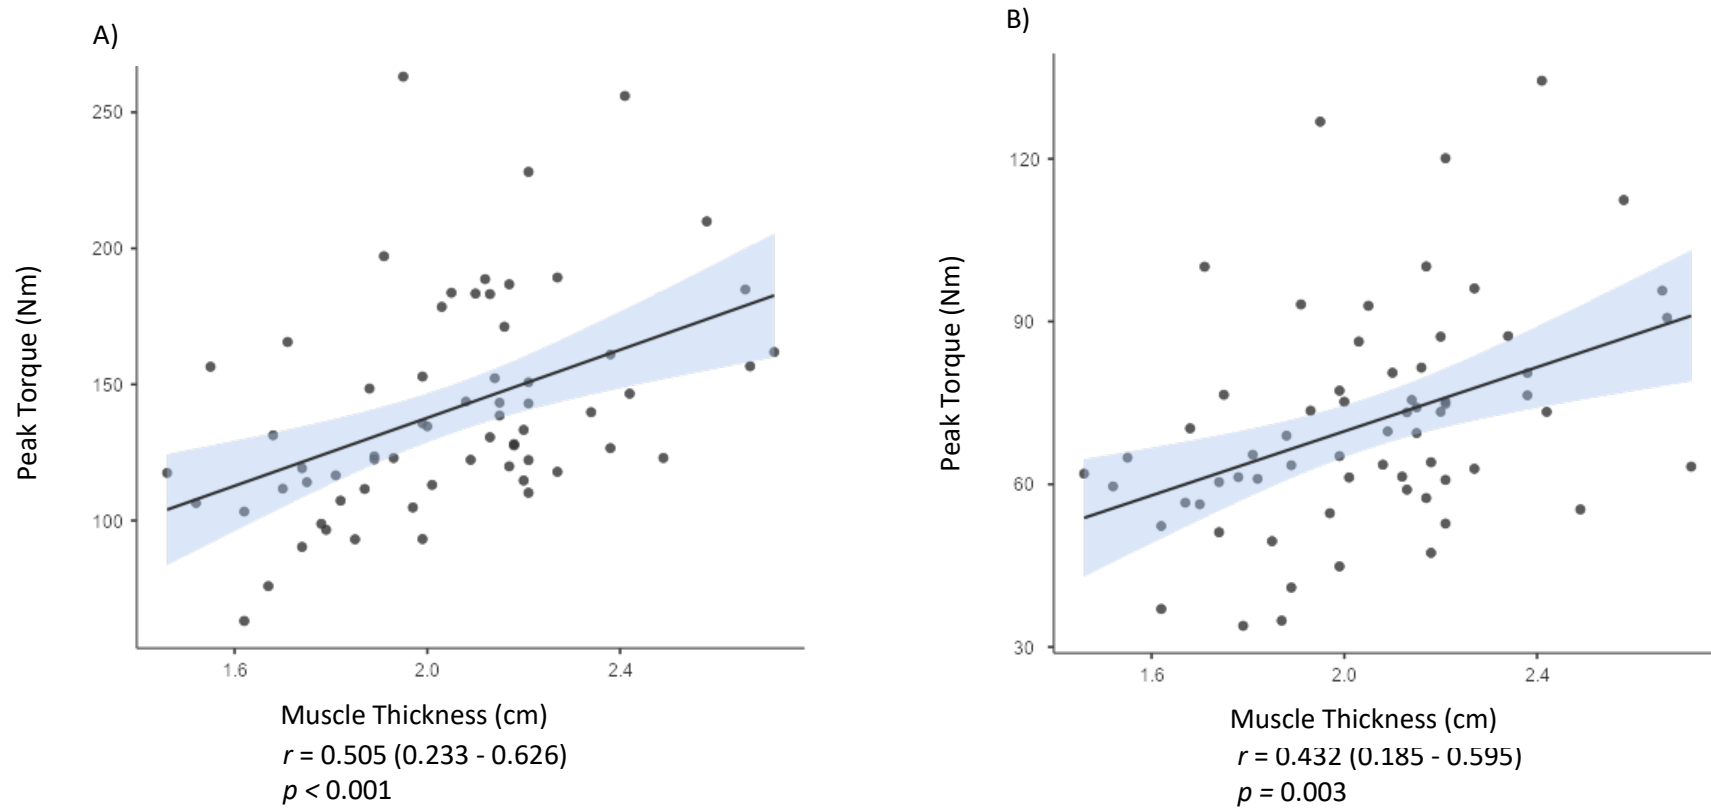 A)
Peak Torque (Nm)
250
200
150
100
1.6 2.0 2.4
Muscle Thickness (cm)
r = 0.505 (0.233 - 0.626)
p < 0.001
B)
Peak Torque (Nm)
120
90
60
30
1.6 2.0 2.4
Muscle Thickness (cm)
r = 0.432 (0.185 - 0.595)
p = 0.003